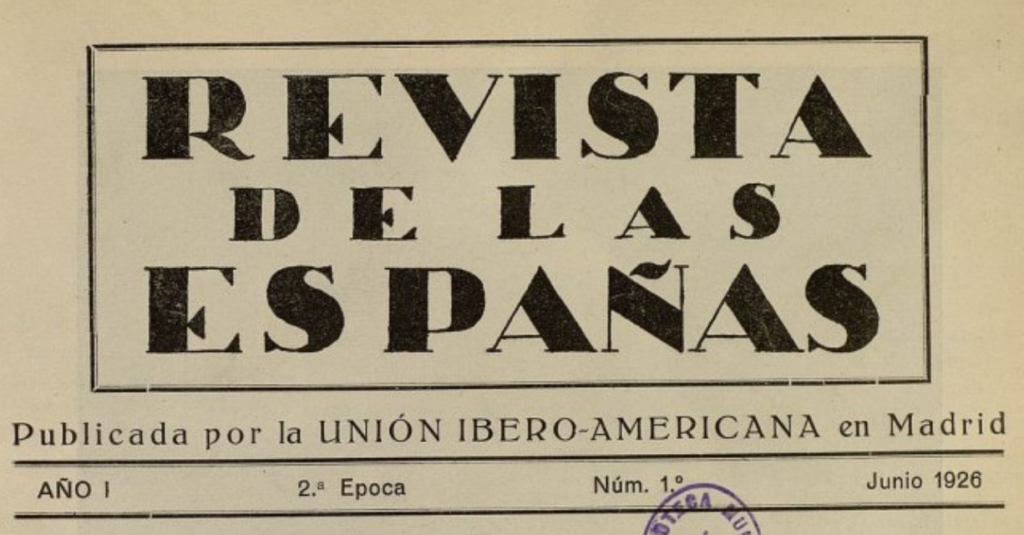 REVISTA
DE LAS
ESPAÑAS
Publicada por la UNIÓN IBERO-AMERICANA en Madrid
AÑO I 2.ª Epoca Núm. 1.º Junio 1926